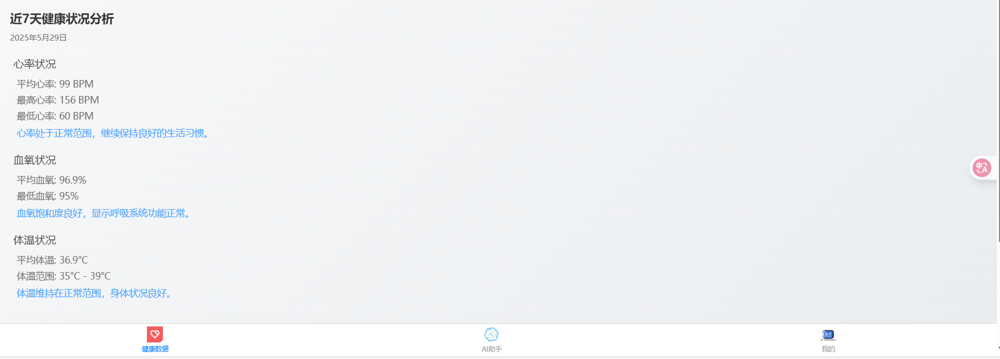 近7天健康状况分析
2025年5月29日
心率状况
平均心率: 99 BPM
最高心率: 156 BPM
最低心率: 60 BPM
心率处于正常范围，继续保持良好的生活习惯。
血氧状况
平均血氧: 96.9%
最低血氧: 95%
血氧饱和度良好，显示呼吸系统功能正常。
体温状况
平均体温: 36.9°C
体温范围: 35°C - 39°C
体温维持在正常范围，身体状况良好。
中A
健康数据
AI助手
我的